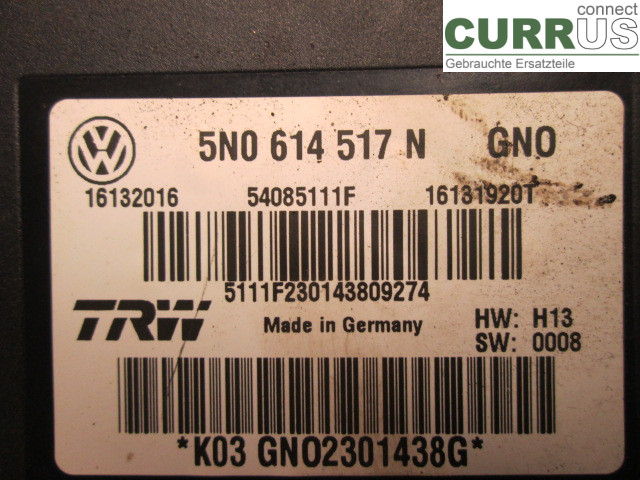 connect
CURRUS
Gebrauchte Ersatzteile
5N0 614 517 N GNO
16132016 54085111F 16131920T
5111F230143809274
TRW Made in Germany HW: H13
SW: 0008
*K03 GNO2301438G*